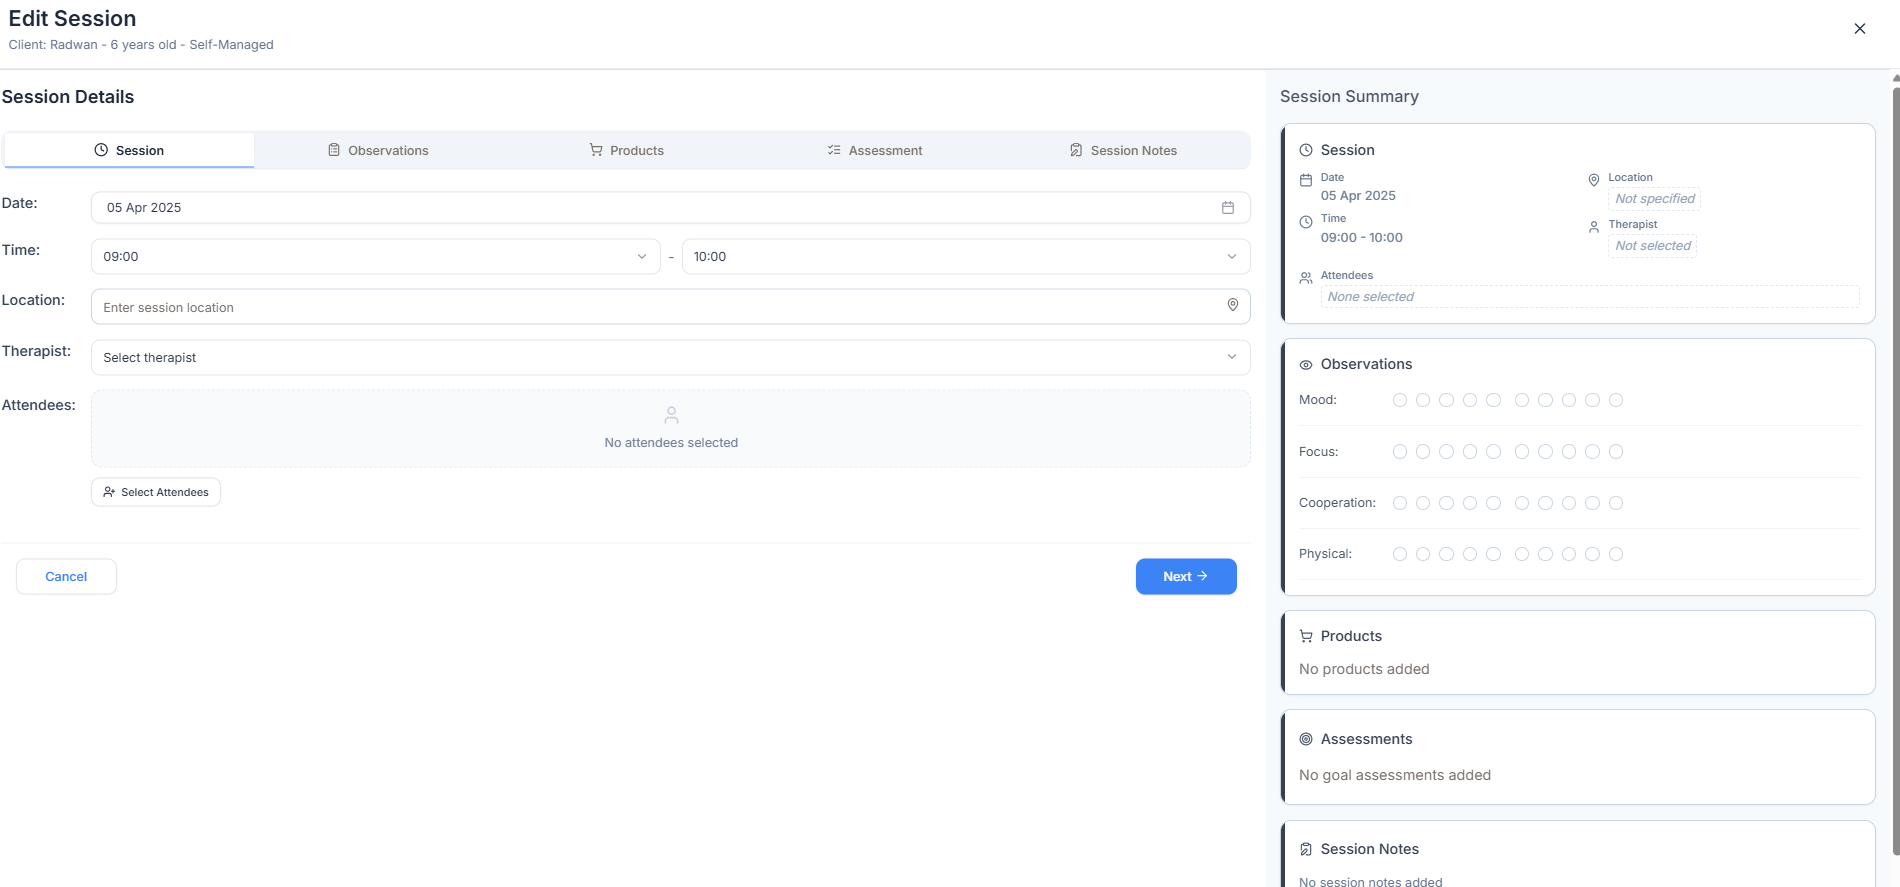 Edit Session
Client: Radwan - 6 years old - Self-Managed
Session Details
Session
Observations
Products
Assessment
Session Notes
Date:
05 Apr 2025
Time:
09:00
-
10:00
Location:
Enter session location
Therapist:
Select therapist
Attendees:
No attendees selected
Select Attendees
Cancel
Next
Session Summary
Session
Date
05 Apr 2025
Location
Not specified
Time
09:00 - 10:00
Therapist
Not selected
Attendees
None selected
Observations
Mood:
Focus:
Cooperation:
Physical:
Products
No products added
Assessments
No goal assessments added
Session Notes
No session notes added